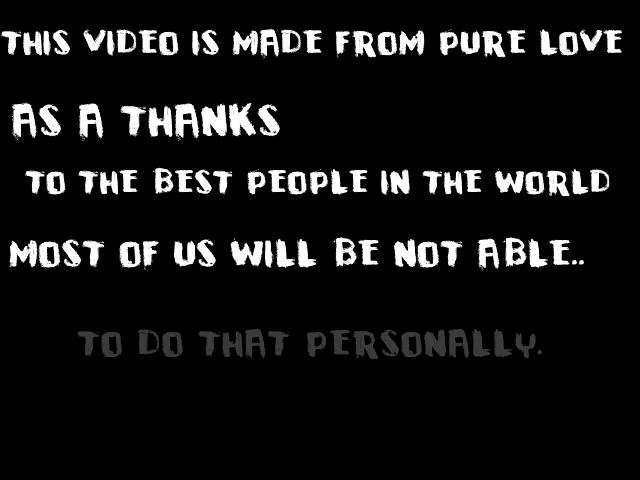 THIS VIDEO IS MADE FROM PURE LOVE
AS A THANKS
TO THE BEST PEOPLE IN THE WORLD
MOST OF US WILL BE NOT ABLE..
TO DO THAT PERSONALLY.